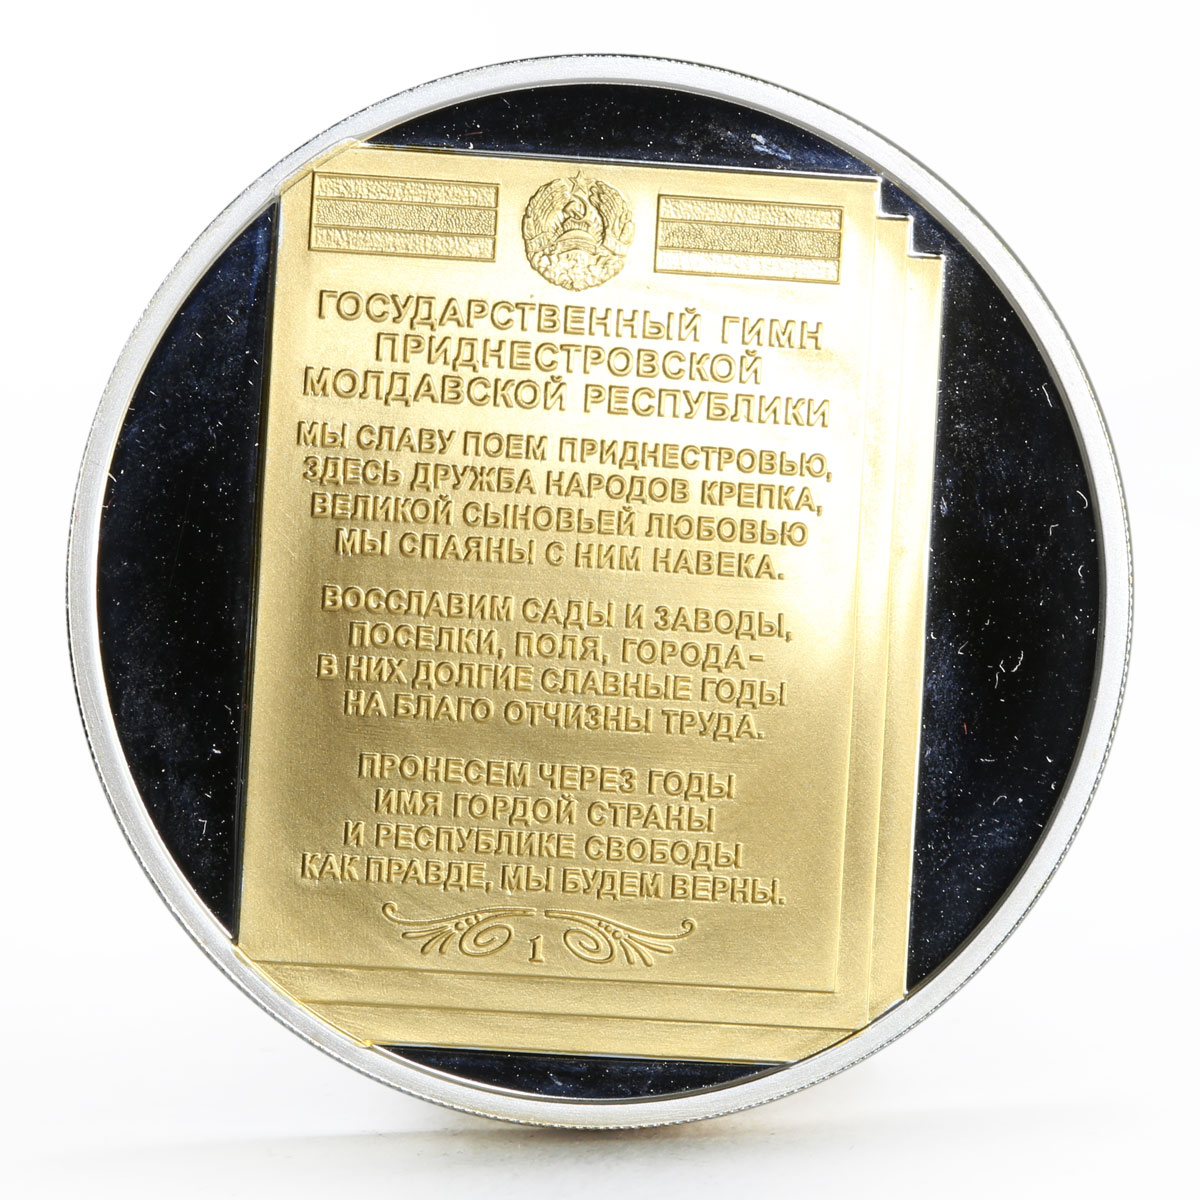 ГОСУДАРСТВЕННЫЙ ГИМН
ПРИДНЕСТРОВСКОЙ
МОЛДАВСКОЙ РЕСПУБЛИКИ
МЫ СЛАВУ ПОЕМ ПРИДНЕСТРОВЬЮ,
ЗДЕСЬ ДРУЖБА НАРОДОВ КРЕПКА,
ВЕЛИКОЙ СЫНОВЬЕЙ ЛЮБОВЬЮ
МЫ СПАЯНЫ С НИМ НАВЕКА.
ВОССЛАВИМ САДЫ И ЗАВОДЫ,
ПОСЕЛКИ, ПОЛЯ, ГОРОДА-
В НИХ ДОЛГИЕ СЛАВНЫЕ ГОДЫ
НА БЛАГО ОТЧИЗНЫ ТРУДА.
ПРОНЕСЕМ ЧЕРЕЗ ГОДЫ
ИМЯ ГОРДОЙ СТРАНЫ
И РЕСПУБЛИКЕ СВОБОДЫ
КАК ПРАВДЕ, МЫ БУДЕМ ВЕРНЫ.
1